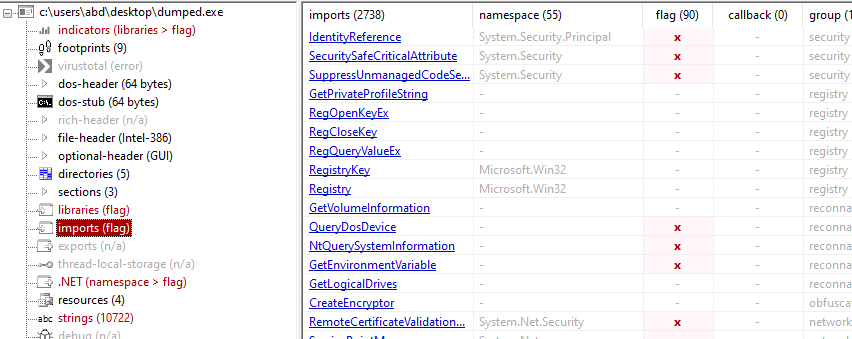 c:\users\abd\desktop\dumped.exe
indicators (libraries > flag)
footprints (9)
virustotal (error)
dos-header (64 bytes)
dos-stub (64 bytes)
rich-header (n/a)
file-header (Intel-386)
optional-header (GUI)
directories (5)
sections (3)
libraries (flag)
imports (flag)
exports (n/a)
thread-local-storage (n/a)
.NET (namespace > flag)
resources (4)
abc strings (10722)
debug (n/a)
imports (2738) namespace (55) flag (90) callback (0) group (1
IdentityReference System.Security.Principal x - security
SecuritySafeCriticalAttribute System.Security x - security
SuppressUnmanagedCodeSe... System.Security x - security
GetPrivateProfileString - - - registry
RegOpenKeyEx - - - registry
RegCloseKey - - - registry
RegQueryValueEx - - - registry
RegistryKey Microsoft.Win32 - - registry
Registry Microsoft.Win32 - - registry
GetVolumeInformation - - - reconna
QueryDosDevice - x - reconna
NtQuerySystemInformation - x - reconna
GetEnvironmentVariable - x - reconna
GetLogicalDrives - - - reconna
CreateEncryptor - - - obfusca
RemoteCertificateValidation... System.Net.Security x - network